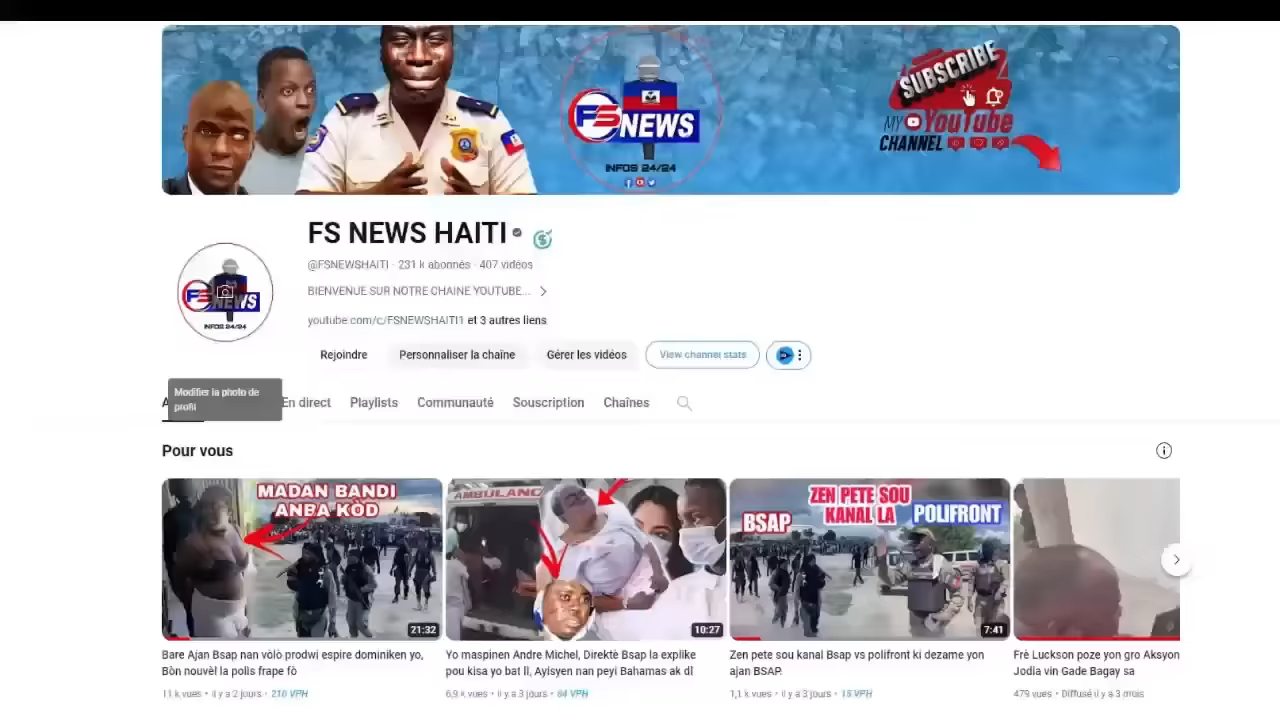 SUBSCRIBE
MY YouTube
CHANNEL
FS NEWS
INFOS 24/24
FS NEWS HAITI
@FSNEWSHAITI · 231 k abonnés · 407 vidéos
BIENVENUE SUR NOTRE CHAINE YOUTUBE...
youtube.com/c/FSNEWSHAITI1 et 3 autres liens
FS NEWS
INFOS 24/24
Rejoindre
Personnaliser la chaîne
Gérer les vidéos
View channel stats
Modifier la photo de
profil
En direct
Playlists
Communauté
Souscription
Chaînes
Pour vous
MADAN BANDI
ANBA KÒD
21:32
AMBULANC
10:27
ZEN PETE SOU
KANAL LA
BSAP
POLIFRONT
7:41
Bare Ajan Bsap nan vòlò prodwi espire dominiken yo,
Bòn nouvèl la polis frape fò
11 k vues • il y a 2 jours • 210 VPH
Yo maspinen Andre Michel, Direktè Bsap la explike
pou kisa yo bat li, Ayisyen nan peyi Bahamas ak dl
6,9 k vues • il y a 3 jours • 84 VPH
Zen pete sou kanal Bsap vs polifront ki dezame yon
ajan BSAP.
1,1 k vues • il y a 3 jours • 15 VPH
Frè Luckson poze yon gro Aksyon
Jodia vin Gade Bagay sa
479 vues • Diffusé il y a 3 mois